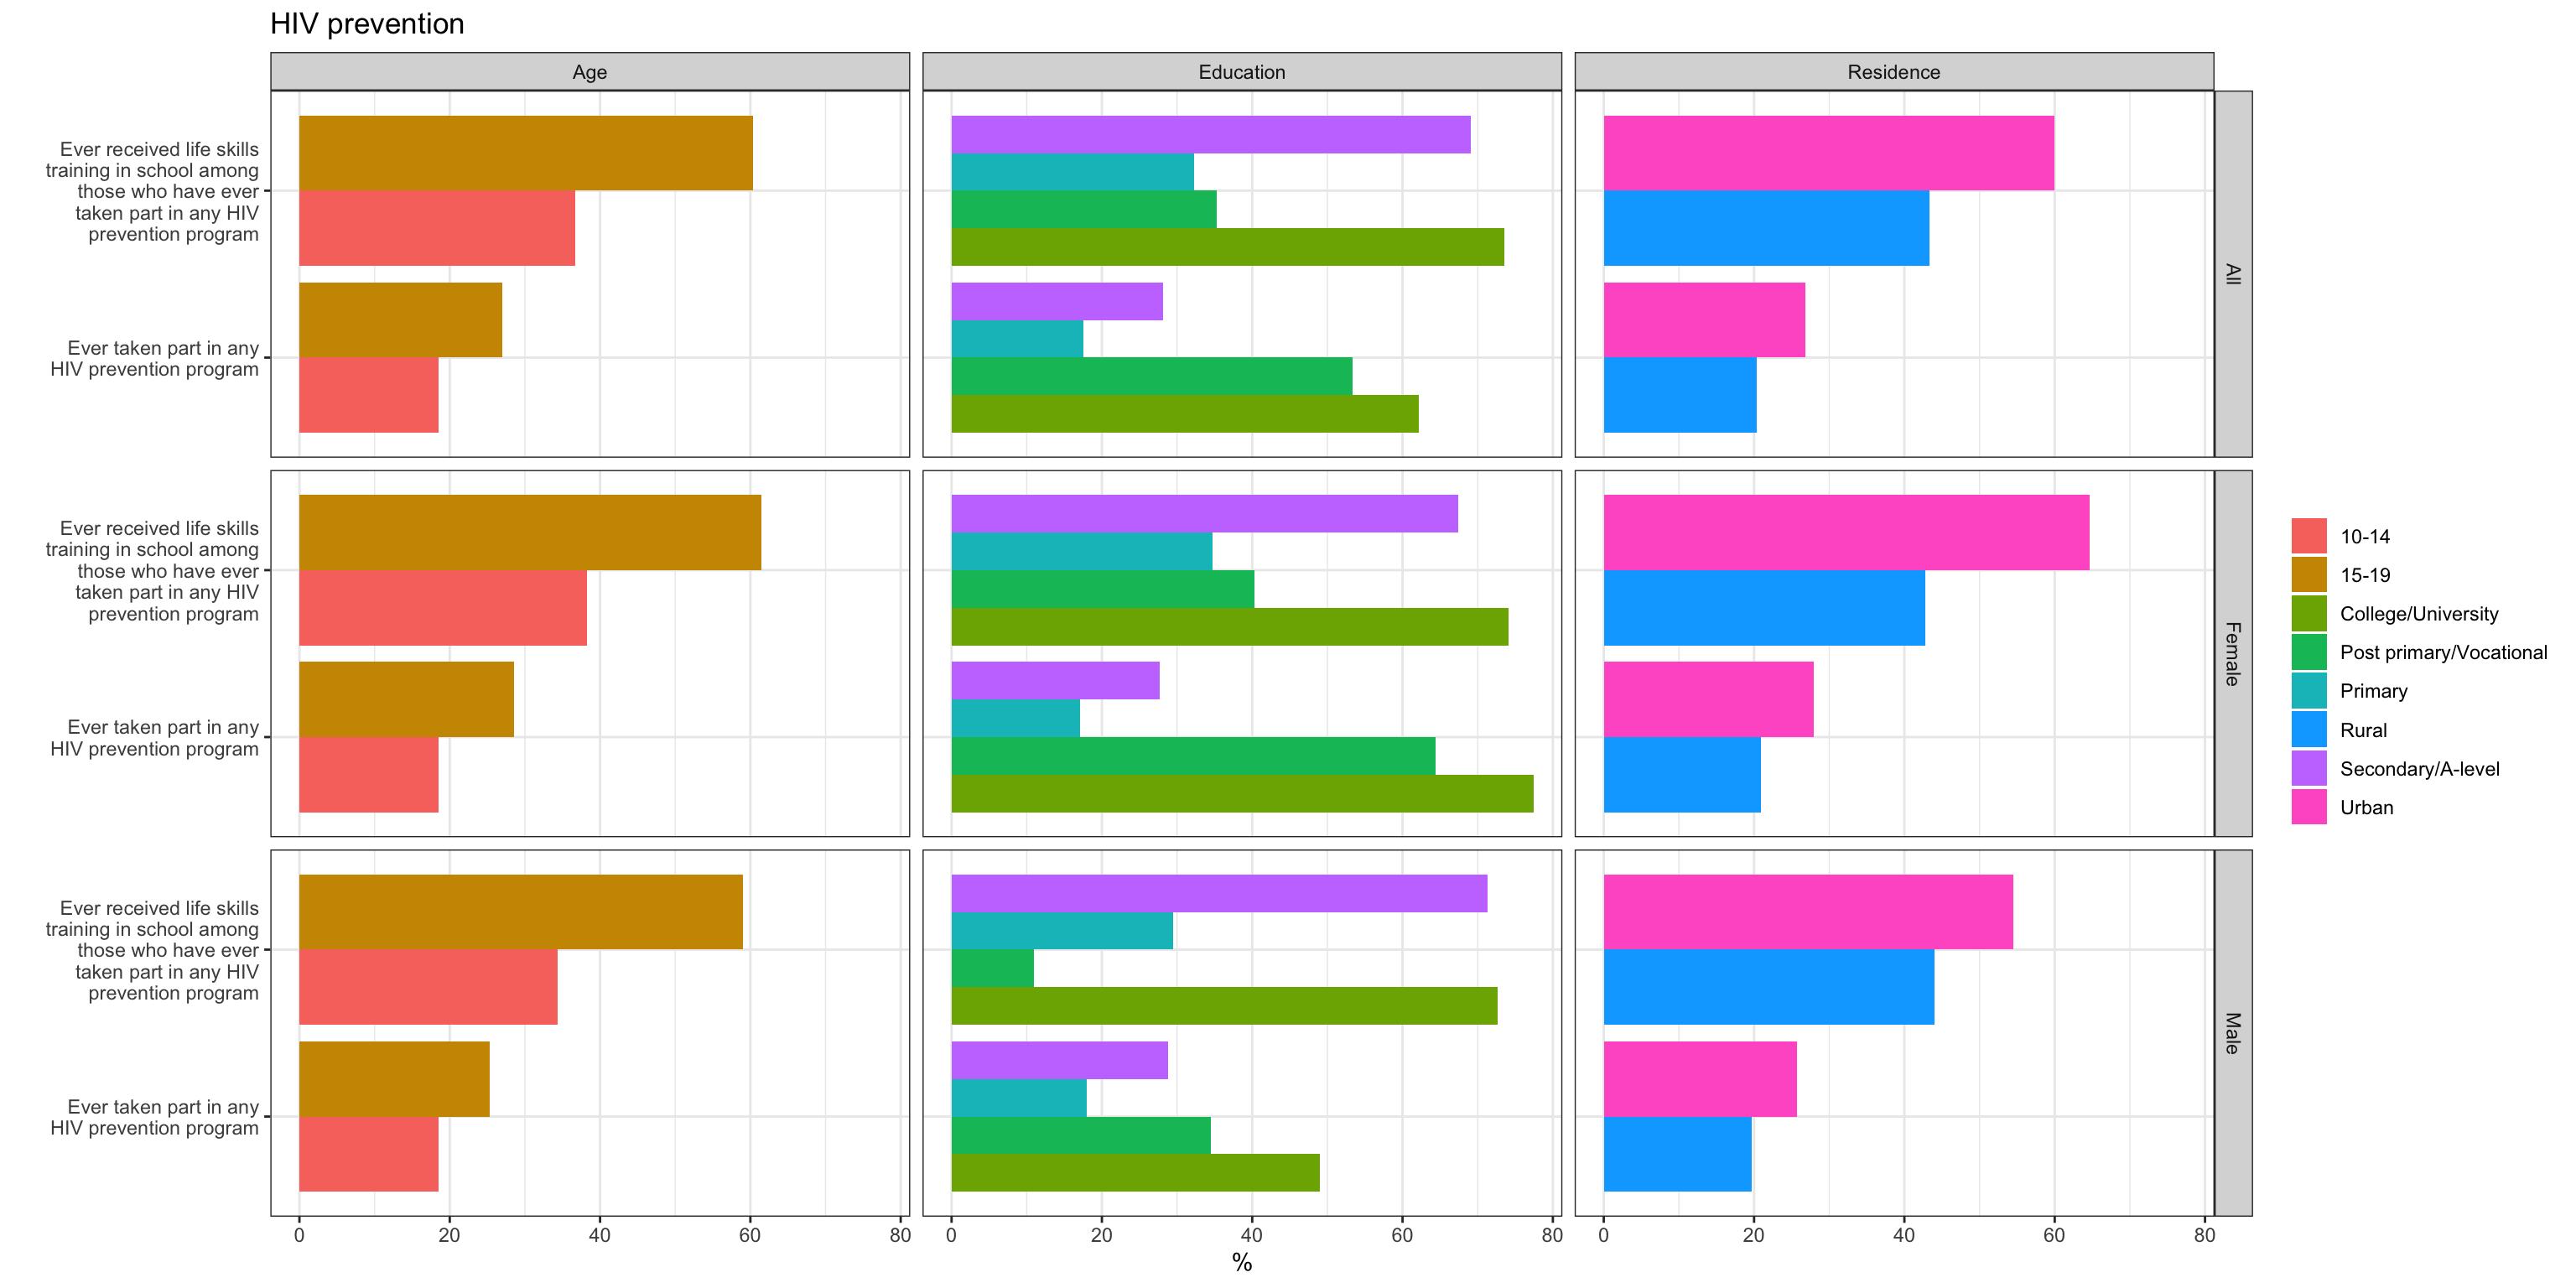 HIV prevention
Age
Education
Residence
Ever received life skills
training in school among
those who have ever
taken part in any HIV
prevention program
Ever taken part in any
HIV prevention program
All
Ever received life skills
training in school among
those who have ever
taken part in any HIV
prevention program
Ever taken part in any
HIV prevention program
Female
Ever received life skills
training in school among
those who have ever
taken part in any HIV
prevention program
Ever taken part in any
HIV prevention program
Male
0 20 40 60 80
0 20 40 60 80
0 20 40 60 80
%
10-14
15-19
College/University
Post primary/Vocational
Primary
Rural
Secondary/A-level
Urban